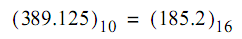 (389.125)₁₀ = (185.2)₁₆